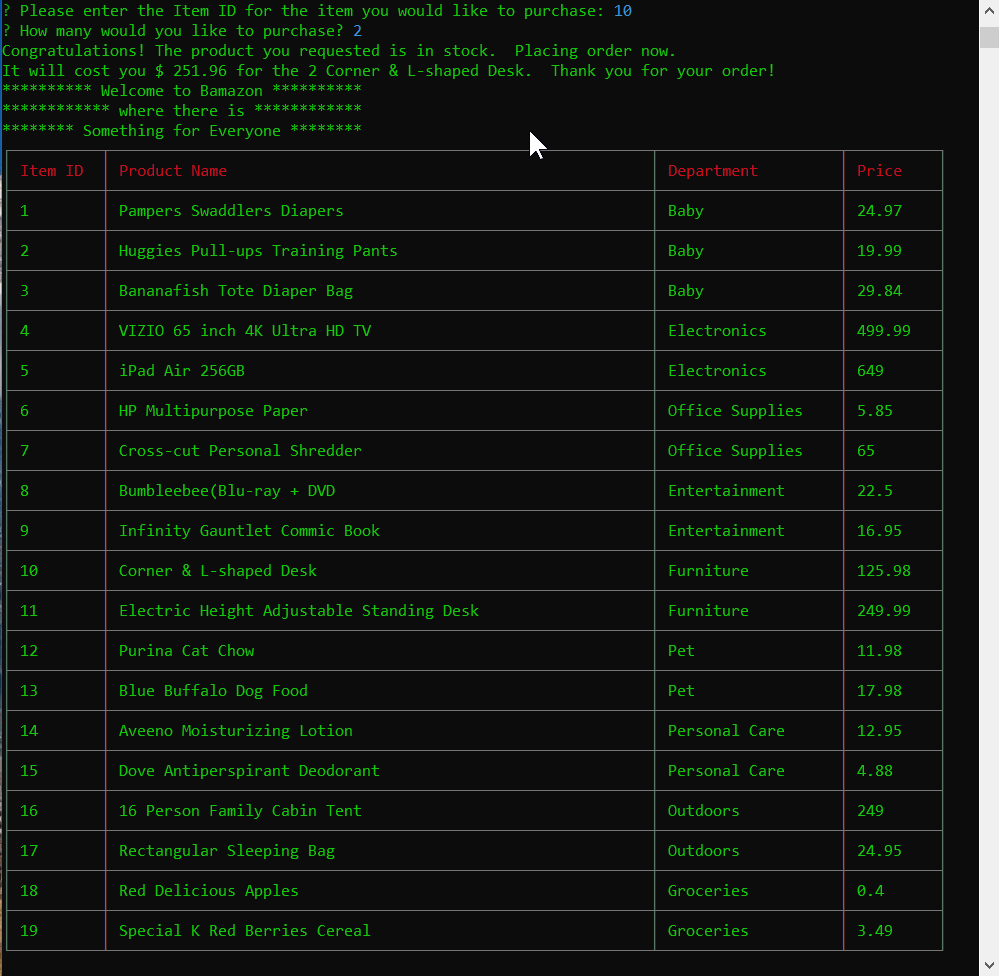 ? Please enter the Item ID for the item you would like to purchase: 10
? How many would you like to purchase? 2
Congratulations! The product you requested is in stock.  Placing order now.
It will cost you $ 251.96 for the 2 Corner & L-shaped Desk.  Thank you for your order!
********** Welcome to Bamazon **********
************ where there is ************
******** Something for Everyone ********
Item ID Product Name Department Price
1 Pampers Swaddlers Diapers Baby 24.97
2 Huggies Pull-ups Training Pants Baby 19.99
3 Bananafish Tote Diaper Bag Baby 29.84
4 VIZIO 65 inch 4K Ultra HD TV Electronics 499.99
5 iPad Air 256GB Electronics 649
6 HP Multipurpose Paper Office Supplies 5.85
7 Cross-cut Personal Shredder Office Supplies 65
8 Bumbleebee(Blu-ray + DVD Entertainment 22.5
9 Infinity Gauntlet Commic Book Entertainment 16.95
10 Corner & L-shaped Desk Furniture 125.98
11 Electric Height Adjustable Standing Desk Furniture 249.99
12 Purina Cat Chow Pet 11.98
13 Blue Buffalo Dog Food Pet 17.98
14 Aveeno Moisturizing Lotion Personal Care 12.95
15 Dove Antiperspirant Deodorant Personal Care 4.88
16 16 Person Family Cabin Tent Outdoors 249
17 Rectangular Sleeping Bag Outdoors 24.95
18 Red Delicious Apples Groceries 0.4
19 Special K Red Berries Cereal Groceries 3.49